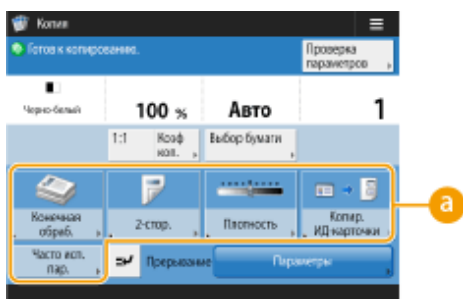 Копия
Готов к копированию.
Проверка
параметров
Черно-белый
100 %
Авто
1
1:1
Коэф
коп.
Выбор бумаги
Конечная
обраб.
2-стор.
Плотность
Копир.
ИД-карточки
a
Часто исп.
пар.
Прерывание
Параметры